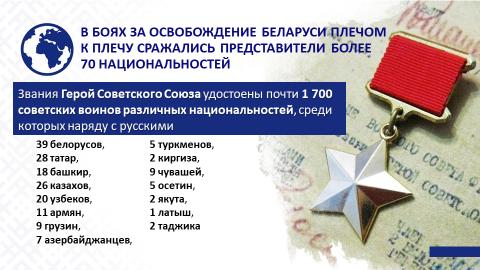 В БОЯХ ЗА ОСВОБОЖДЕНИЕ БЕЛАРУСИ ПЛЕЧОМ
К ПЛЕЧУ СРАЖАЛИСЬ ПРЕДСТАВИТЕЛИ БОЛЕЕ
70 НАЦИОНАЛЬНОСТЕЙ
Звания Герой Советского Союза удостоены почти 1 700
советских воинов различных национальностей, среди
которых наряду с русскими
39 белорусов,
28 татар,
18 башкир,
26 казахов,
20 узбеков,
11 армян,
9 грузин,
7 азербайджанцев,
5 туркменов,
2 киргиза,
9 чувашей,
5 осетин,
2 якута,
1 латыш,
2 таджика